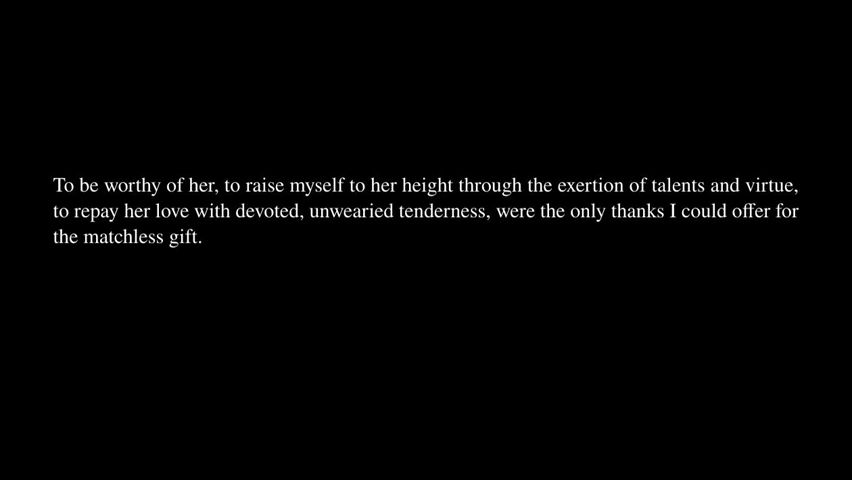 To be worthy of her, to raise myself to her height through the exertion of talents and virtue,
to repay her love with devoted, unwearied tenderness, were the only thanks I could offer for
the matchless gift.